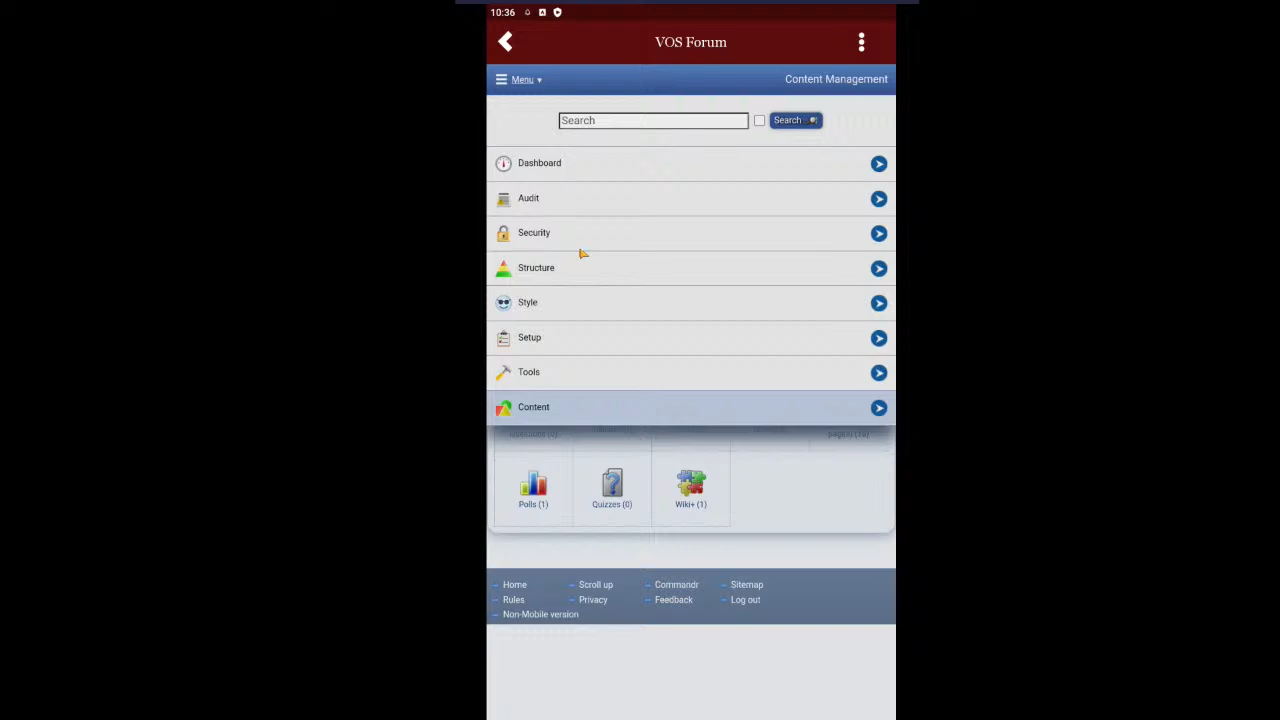 10:36
VOS Forum
Menu ▾
Content Management
Search
Search
Dashboard
Audit
Security
Structure
Style
Setup
Tools
Content
Polls (1)
Quizzes (0)
Wiki+ (1)
Home
Scroll up
Commandr
Sitemap
Rules
Privacy
Feedback
Log out
Non-Mobile version